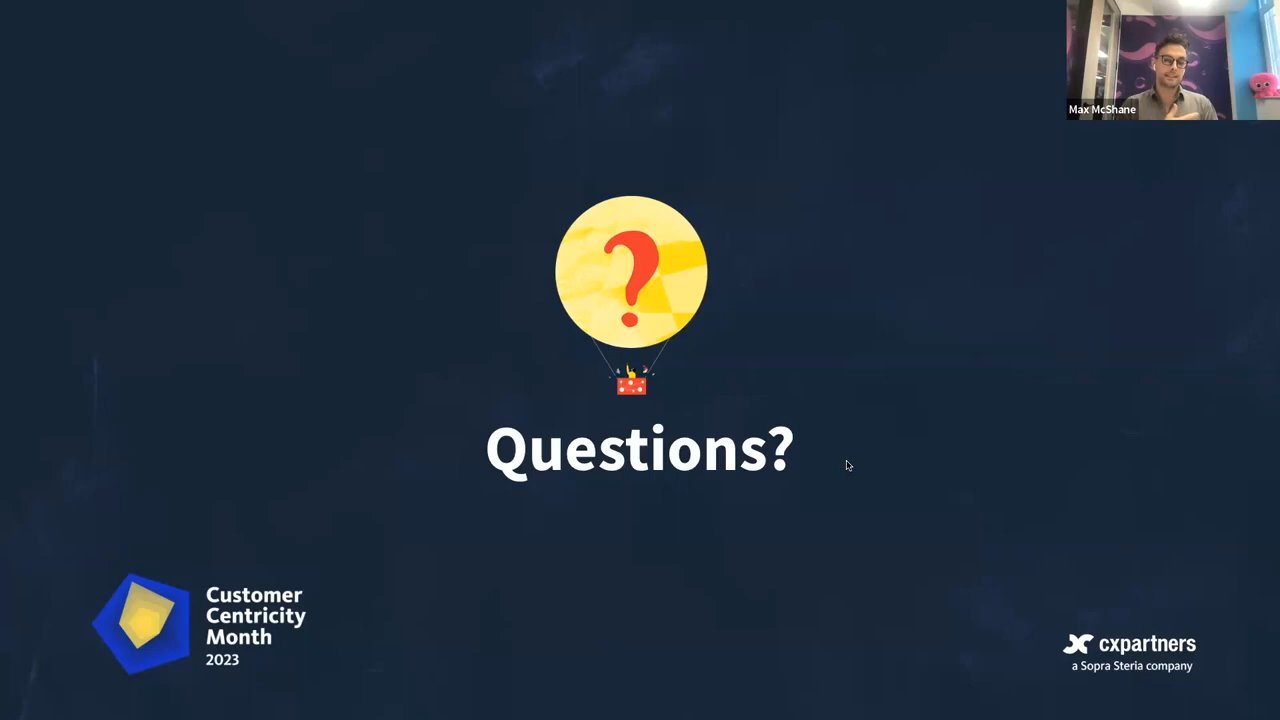 Max McShane
?
Questions?
Customer
Centricity
Month
2023
cxpartners
a Sopra Steria company